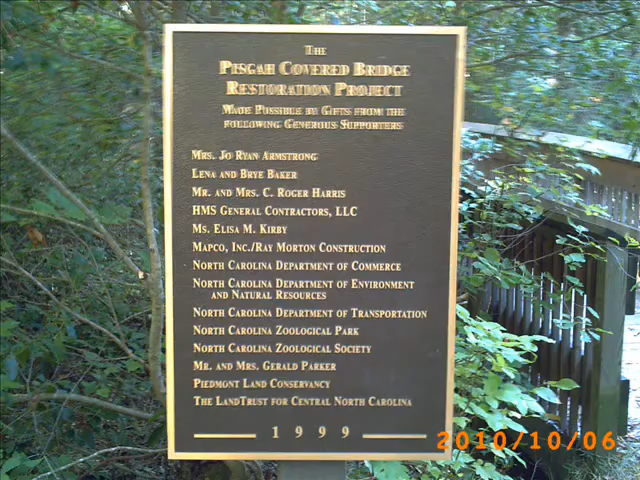 The
Pisgah Covered Bridge
Restoration Project
Made Possible by Gifts from the
following Generous Supporters
Mrs. Jo Ryan Armstrong
Lena and Brye Baker
Mr. and Mrs. C. Roger Harris
HMS General Contractors, LLC
Ms. Elisa M. Kirby
Mapco, Inc./Ray Morton Construction
North Carolina Department of Commerce
North Carolina Department of Environment
and Natural Resources
North Carolina Department of Transportation
North Carolina Zoological Park
North Carolina Zoological Society
Mr. and Mrs. Gerald Parker
Piedmont Land Conservancy
The LandTrust for Central North Carolina
1999
2010/10/06